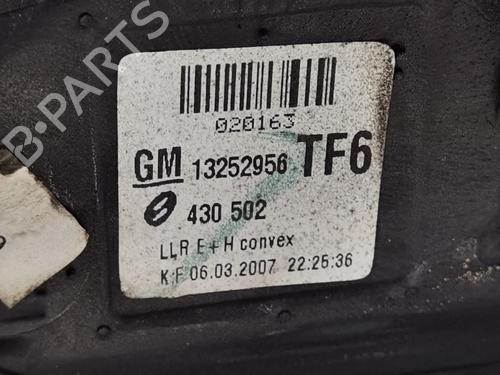 B-PARTS
020163
GM 13252956 TF6
430 502
LLR E+H convex
K:F 06.03.2007 22:25:36